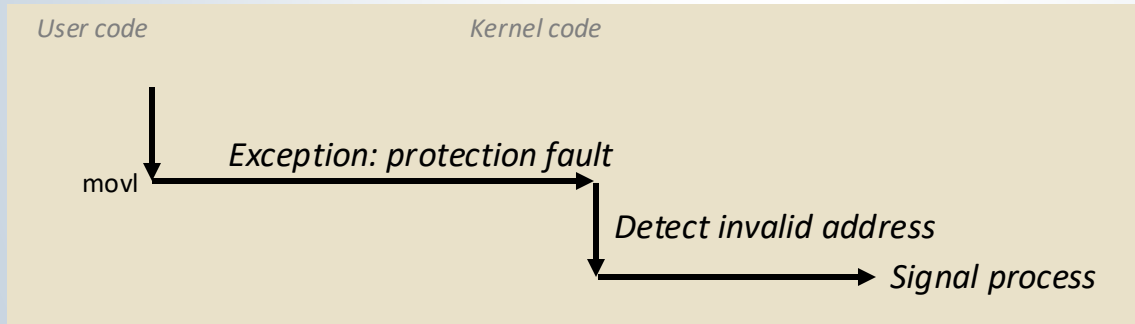 User code
Kernel code
Exception: protection fault
movl
Detect invalid address
Signal process